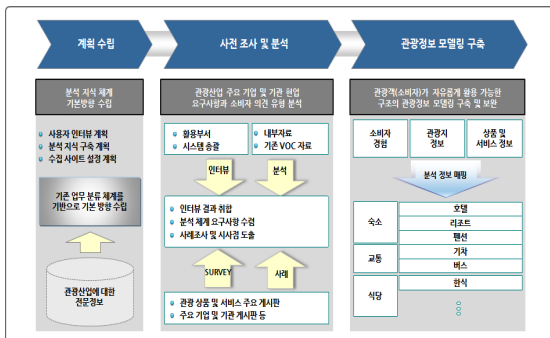 계획 수립
사전 조사 및 분석
관광정보 모델링 구축
분석 지식 체계
기본방향 수립
관광산업 주요 기업 및 기관 현업
요구사항과 소비자 의견 유형 분석
관광객(소비자)가 자유롭게 활용 가능한
구조의 관광정보 모델링 구축 및 보완
사용자 인터뷰 계획
분석 지식 구축 계획
수집 사이트 설정 계획
기존 업무 분류 체계를
기반으로 기본 방향 수립
관광산업에 대한
전문정보
활용부서
시스템 총괄
내부자료
기존 VOC 자료
인터뷰
분석
인터뷰 결과 취합
분석 체계 요구사항 수렴
사례조사 및 시사점 도출
SURVEY
사례
관광 상품 및 서비스 주요 게시판
주요 기업 및 기관 게시판 등
소비자
경험
관광지
정보
상품 및
서비스 정보
분석 정보 매핑
숙소
호텔
리조트
팬션
교통
기차
버스
식당
한식